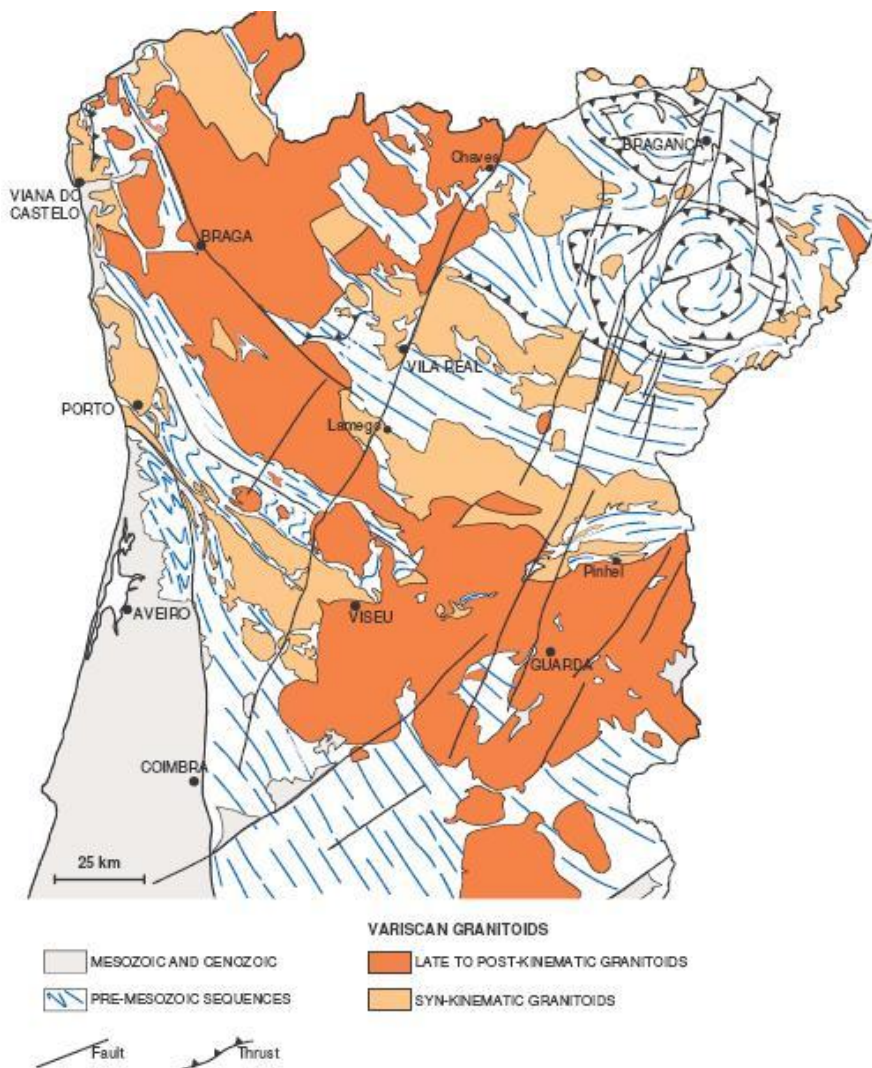 Chaves
BRAGANÇA
VIANA DO
CASTELO
BRAGA
VILA REAL
PORTO
Lamego
Pinhel
AVEIRO
VISEU
GUARDA
COIMBRA
25 km
VARISCAN GRANITOIDS
MESOZOIC AND CENOZOIC
LATE TO POST-KINEMATIC GRANITOIDS
PRE-MESOZOIC SEQUENCES
SYN-KINEMATIC GRANITOIDS
Fault
Thrust